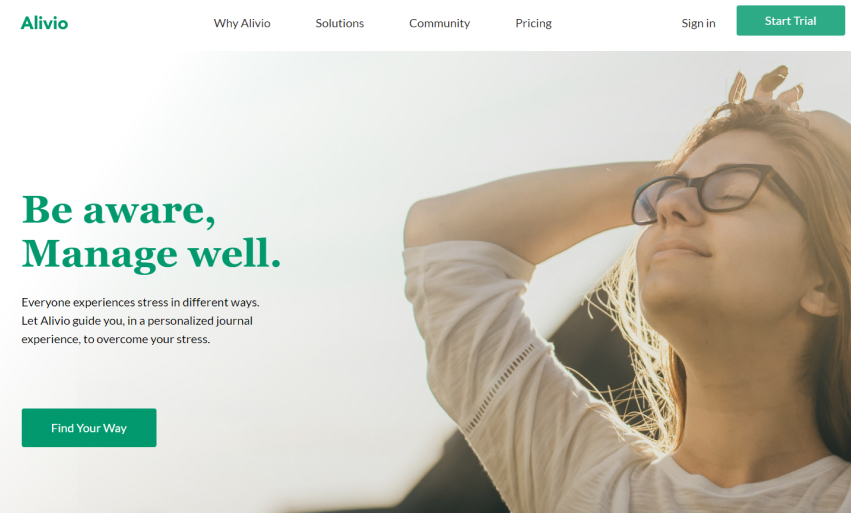 Alivio
Why Alivio
Solutions
Community
Pricing
Sign in
Start Trial
Be aware,
Manage well.
Everyone experiences stress in different ways.
Let Alivio guide you, in a personalized journal
experience, to overcome your stress.
Find Your Way